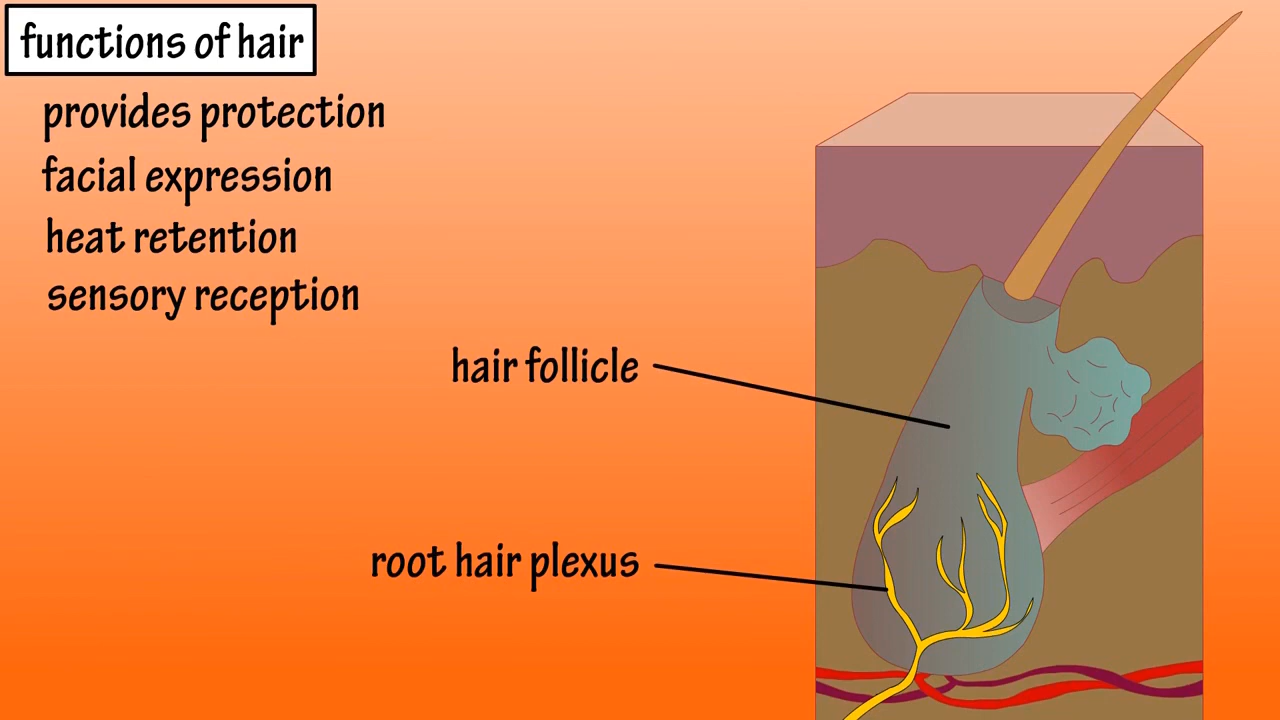 functions of hair
provides protection
facial expression
heat retention
sensory reception
hair follicle
root hair plexus